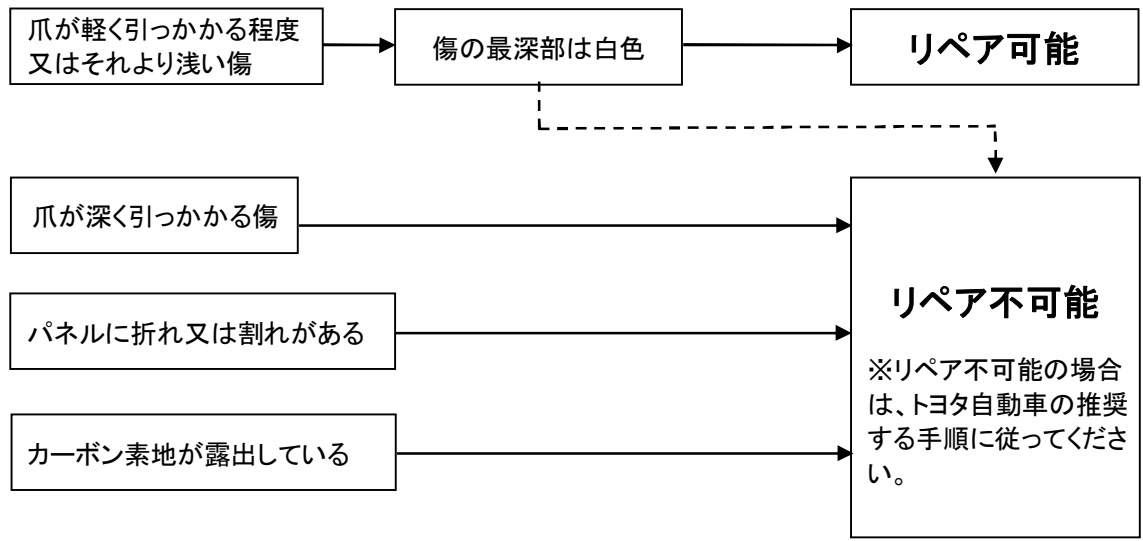 爪が軽く引っかかる程度
又はそれより浅い傷
傷の最深部は白色
リペア可能
爪が深く引っかかる傷
パネルに折れ又は割れがある
カーボン素地が露出している
リペア不可能
※リペア不可能の場合
は、トヨタ自動車の推奨
する手順に従ってくださ
い。